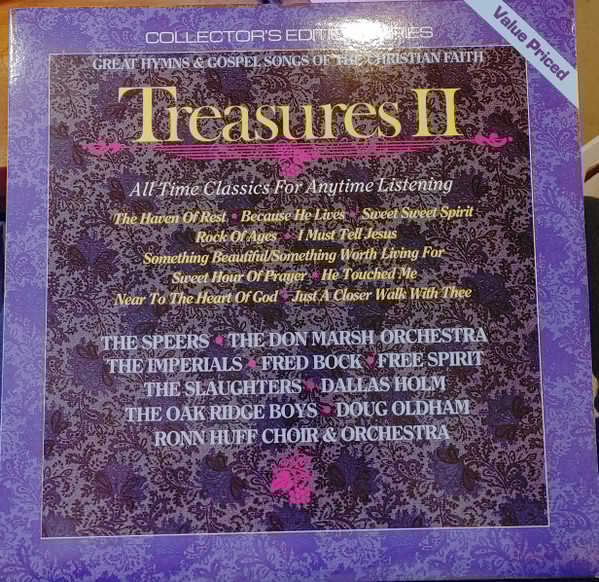 COLLECTOR'S EDITION SERIES
Value Priced
GREAT HYMNS & GOSPEL SONGS OF THE CHRISTIAN FAITH
Treasures II
All Time Classics For Anytime Listening
The Haven Of Rest • Because He Lives • Sweet Sweet Spirit
Rock Of Ages • I Must Tell Jesus
Something Beautiful/Something Worth Living For
Sweet Hour Of Prayer • He Touched Me
Near To The Heart Of God • Just A Closer Walk With Thee
THE SPEERS • THE DON MARSH ORCHESTRA
THE IMPERIALS • FRED BOCK • FREE SPIRIT
THE SLAUGHTERS • DALLAS HOLM
THE OAK RIDGE BOYS • DOUG OLDHAM
RONN HUFF CHOIR & ORCHESTRA